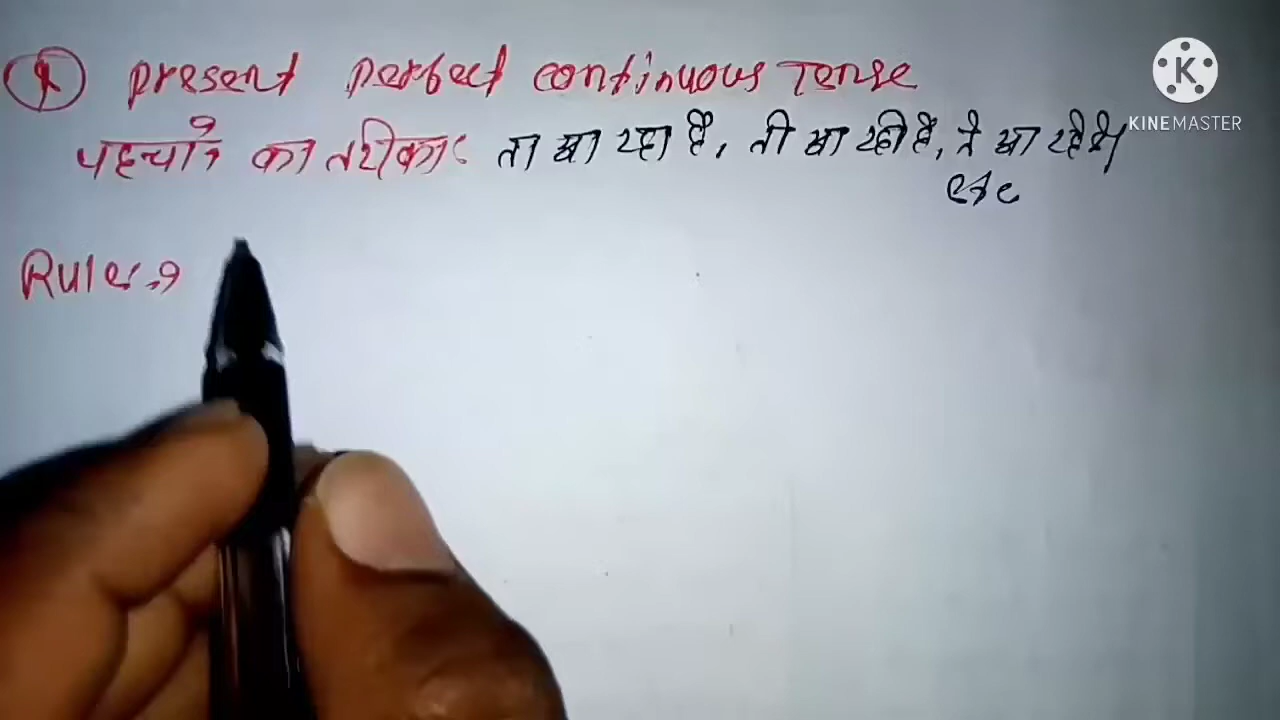 present perfect continuous Tense
पहचाने का तरीका: ता आ रहा है, ती आ रही है, ते आ रहे है
etc
Rule:→
K
KINEMASTER